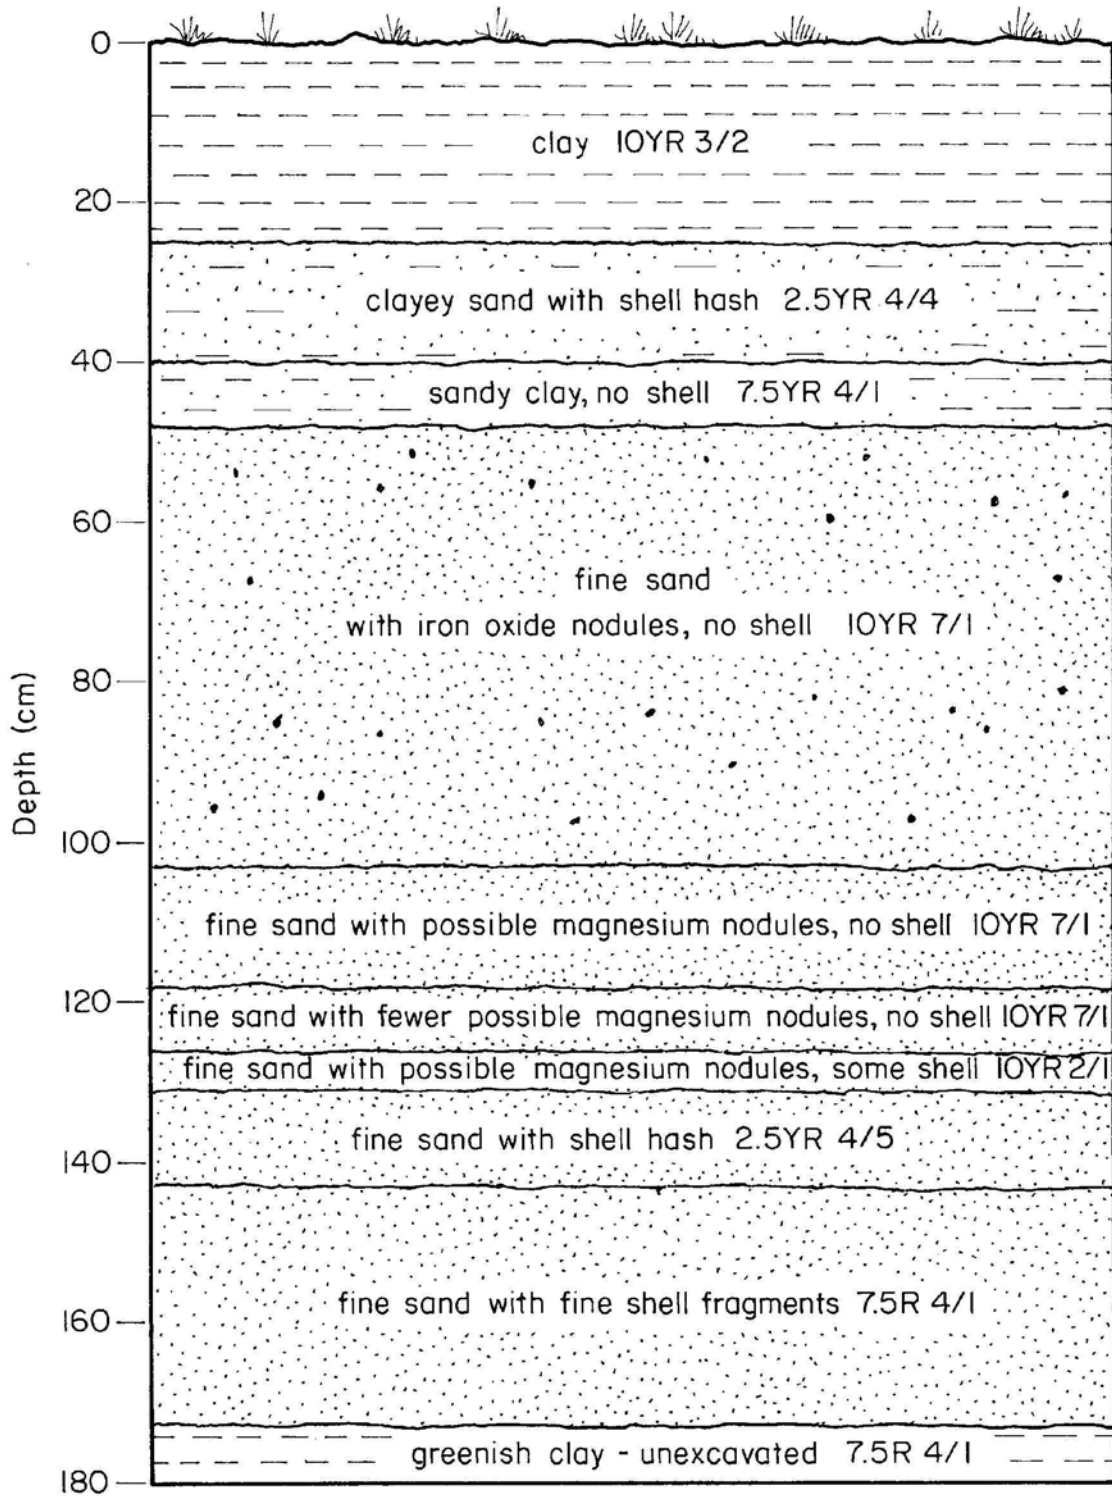 0
clay 10YR 3/2
20
clayey sand with shell hash 2.5YR 4/4
40
sandy clay, no shell 7.5YR 4/1
60
fine sand
with iron oxide nodules, no shell 10YR 7/1
80
Depth (cm)
100
fine sand with possible magnesium nodules, no shell 10YR 7/1
120
fine sand with fewer possible magnesium nodules, no shell 10YR 7/1
fine sand with possible magnesium nodules, some shell 10YR 2/1
fine sand with shell hash 2.5YR 4/5
140
fine sand with fine shell fragments 7.5R 4/1
160
greenish clay - unexcavated 7.5R 4/1
180